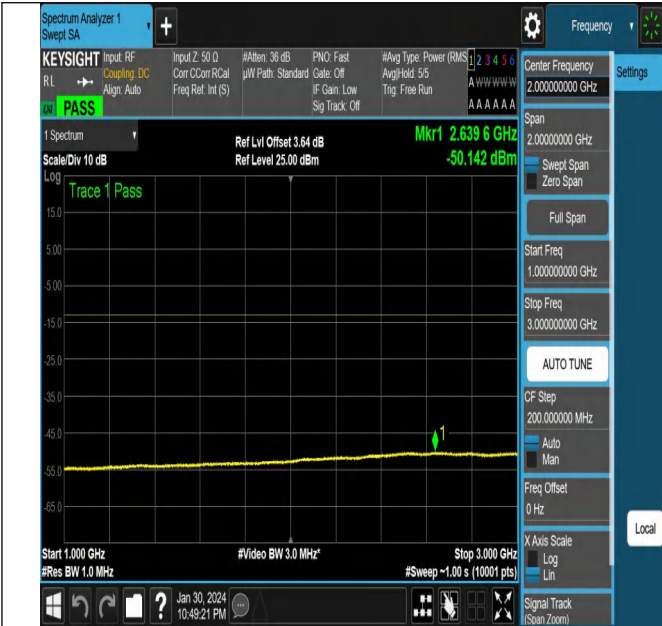 Spectrum Analyzer 1
Swept SA
+
Frequency
KEYSIGHT
RL
LXI
PASS
Input: RF
Coupling: DC
Align: Auto
Input Z: 50 Ω
Corr CCorr RCal
Freq Ref: Int (S)
#Atten: 36 dB
µW Path: Standard
PNO: Fast
Gate: Off
IF Gain: Low
Sig Track: Off
#Avg Type: Power (RMS
Avg|Hold: 5/5
Trig: Free Run
1 2 3 4 5 6
A W W W W W
A A A A A A
1 Spectrum
Scale/Div 10 dB
Ref Lvl Offset 3.64 dB
Ref Level 25.00 dBm
Mkr1 2.639 6 GHz
-50.142 dBm
Log
Trace 1 Pass
15.0
5.00
-5.00
-15.0
-25.0
-35.0
-45.0
-55.0
-65.0
1
Start 1.000 GHz
#Res BW 1.0 MHz
#Video BW 3.0 MHz*
Stop 3.000 GHz
#Sweep ~1.00 s (10001 pts)
?
Jan 30, 2024
10:49:21 PM
Center Frequency
2.000000000 GHz
Span
2.00000000 GHz
Swept Span
Zero Span
Full Span
Start Freq
1.000000000 GHz
Stop Freq
3.000000000 GHz
AUTO TUNE
CF Step
200.000000 MHz
Auto
Man
Freq Offset
0 Hz
X Axis Scale
Log
Lin
Signal Track
(Span Zoom)
Settings
Local